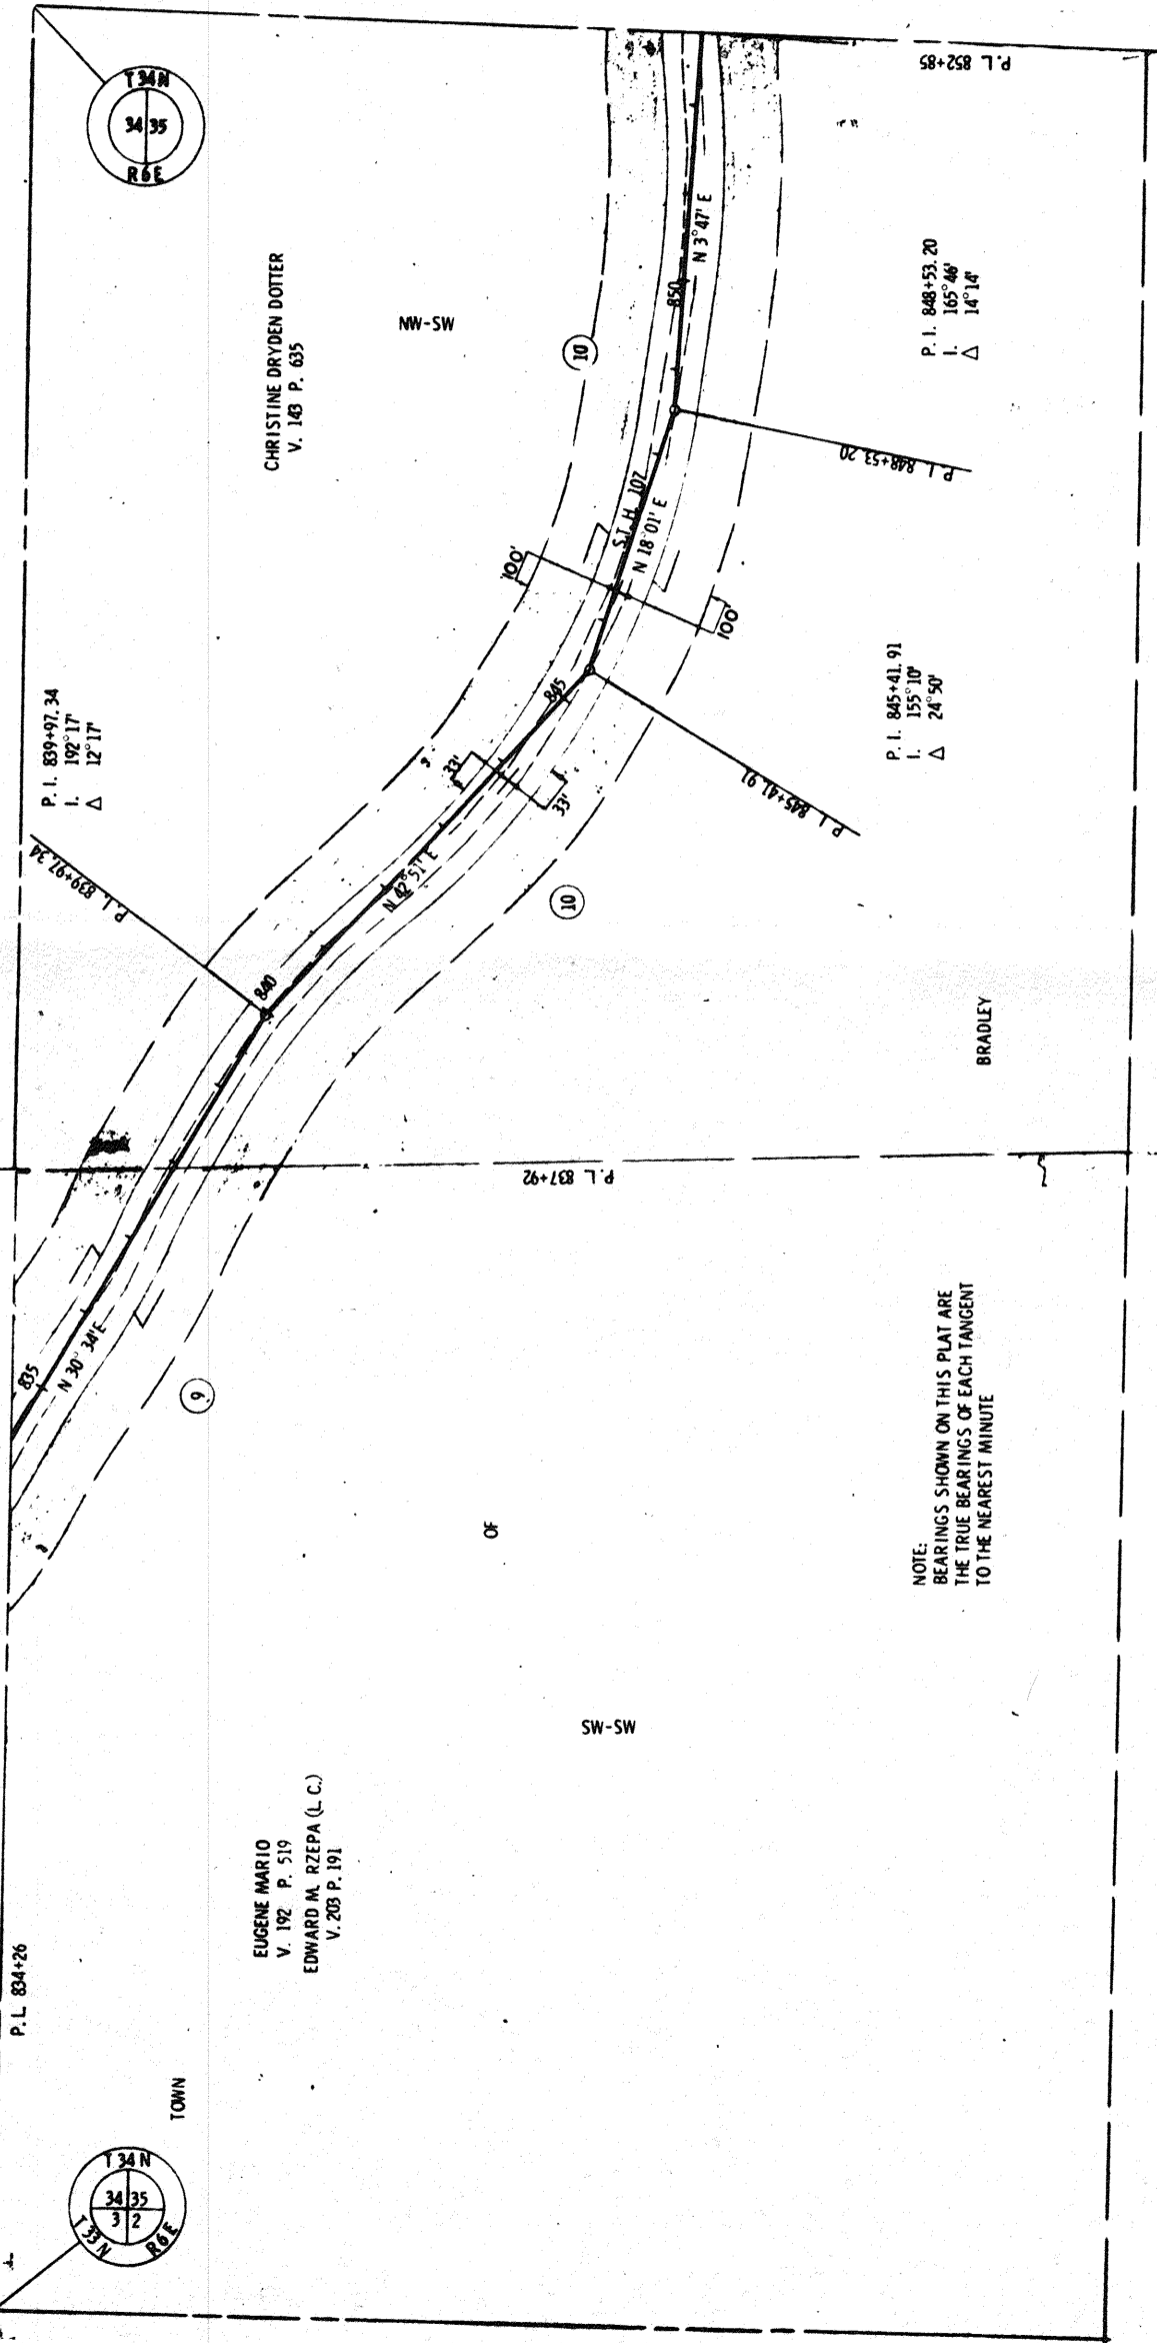 T 34 N
34 35
R 6 E
P. L. 852+85
CHRISTINE DRYDEN DOTTER
V. 143 P. 635
NW-SW
10
850
N 3°47' E
P. I. 848+53.20
I. 165°46'
Δ 14°14'
P. I. 848+53.20
S.T.H. 107
N 18°01' E
100'
100'
P. I. 839+97.34
I. 192°17'
Δ 12°17'
P. I. 845+41.91
I. 155°10'
Δ 24°50'
845
33'
33'
P. I. 845+41.91
P. I. 839+97.34
N 42°51' E
10
840
BRADLEY
P. L. 837+92
835
N 30°34' E
9
OF
NOTE:
BEARINGS SHOWN ON THIS PLAT ARE
THE TRUE BEARINGS OF EACH TANGENT
TO THE NEAREST MINUTE
SW-SW
EUGENE MARIO
V. 192 P. 519
EDWARD M. RZEPA (L.C.)
V. 203 P. 191
P. L. 834+26
TOWN
T 34 N
34 35
3 2
T 33 N
R 6 E